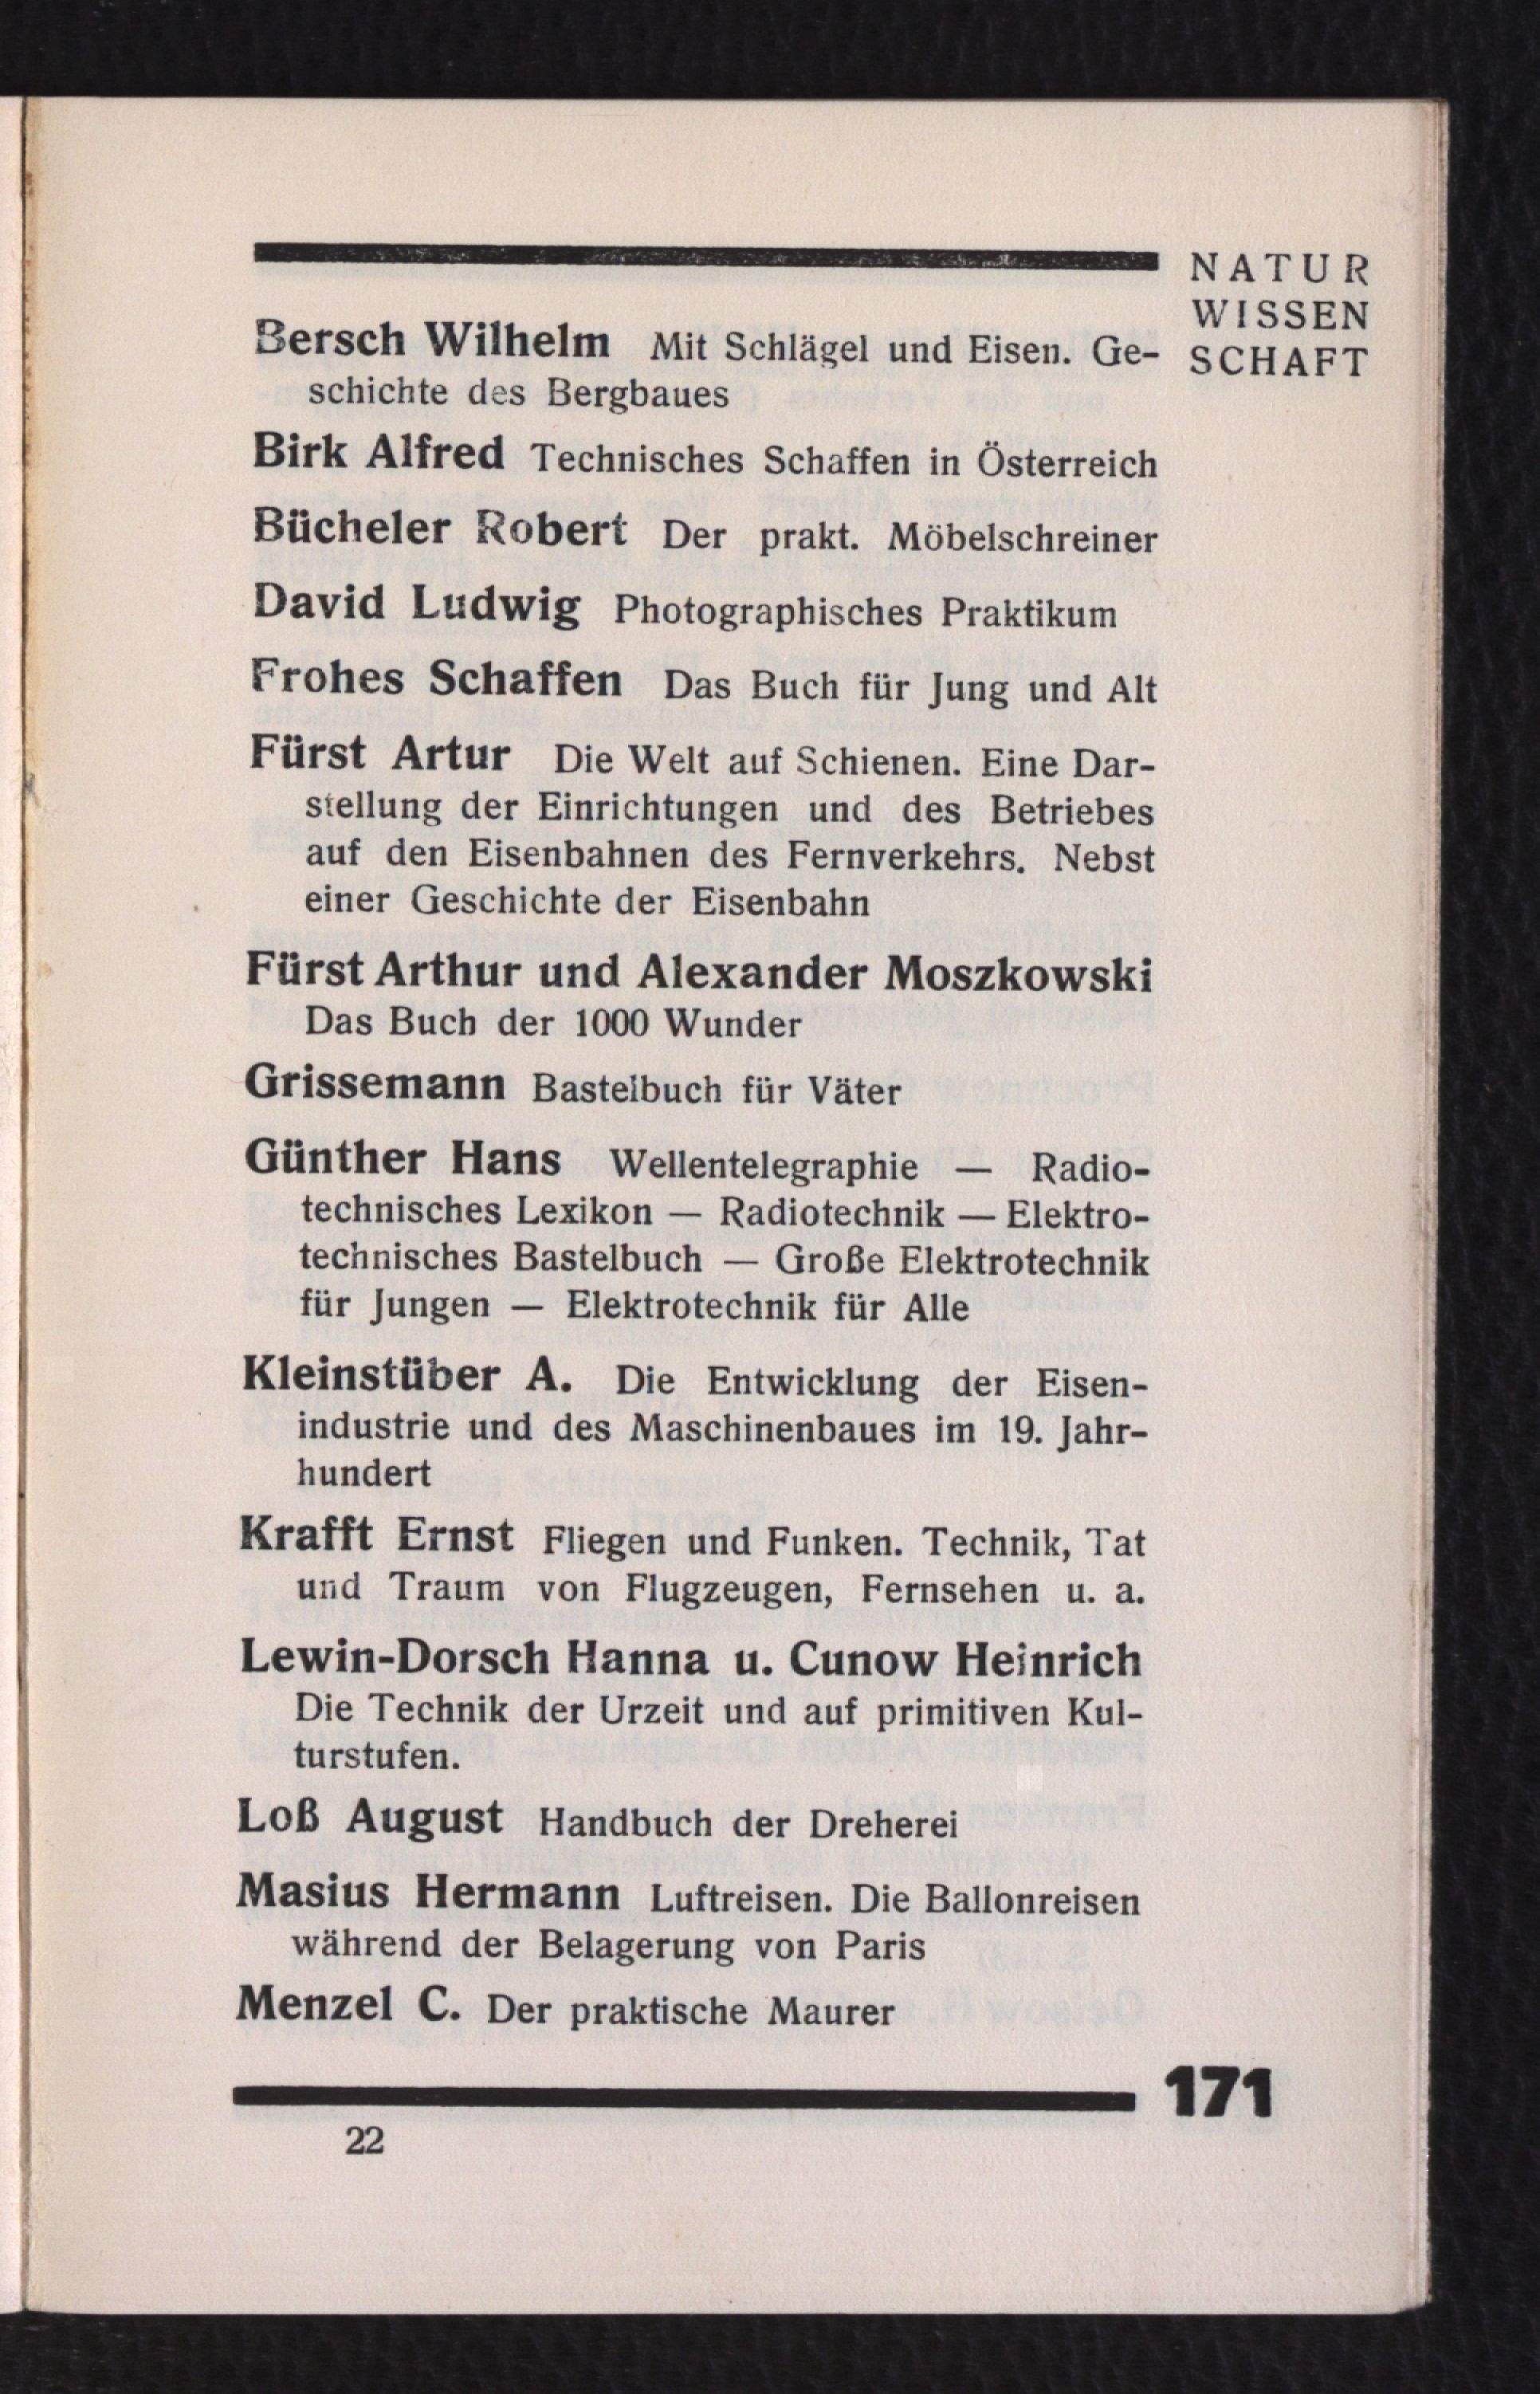 NATUR
WISSEN
SCHAFT
Bersch Wilhelm Mit Schlägel und Eisen. Ge-
schichte des Bergbaues
Birk Alfred Technisches Schaffen in Österreich
Bücheler Robert Der prakt. Möbelschreiner
David Ludwig Photographisches Praktikum
Frohes Schaffen Das Buch für Jung und Alt
Fürst Artur Die Welt auf Schienen. Eine Dar-
stellung der Einrichtungen und des Betriebes
auf den Eisenbahnen des Fernverkehrs. Nebst
einer Geschichte der Eisenbahn
Fürst Arthur und Alexander Moszkowski
Das Buch der 1000 Wunder
Grissemann Bastelbuch für Väter
Günther Hans Wellentelegraphie — Radio-
technisches Lexikon — Radiotechnik — Elektro-
technisches Bastelbuch — Große Elektrotechnik
für Jungen — Elektrotechnik für Alle
Kleinstüber A. Die Entwicklung der Eisen-
industrie und des Maschinenbaues im 19. Jahr-
hundert
Krafft Ernst Fliegen und Funken. Technik, Tat
und Traum von Flugzeugen, Fernsehen u. a.
Lewin-Dorsch Hanna u. Cunow Heinrich
Die Technik der Urzeit und auf primitiven Kul-
turstufen.
Loß August Handbuch der Dreherei
Masius Hermann Luftreisen. Die Ballonreisen
während der Belagerung von Paris
Menzel C. Der praktische Maurer
171
22